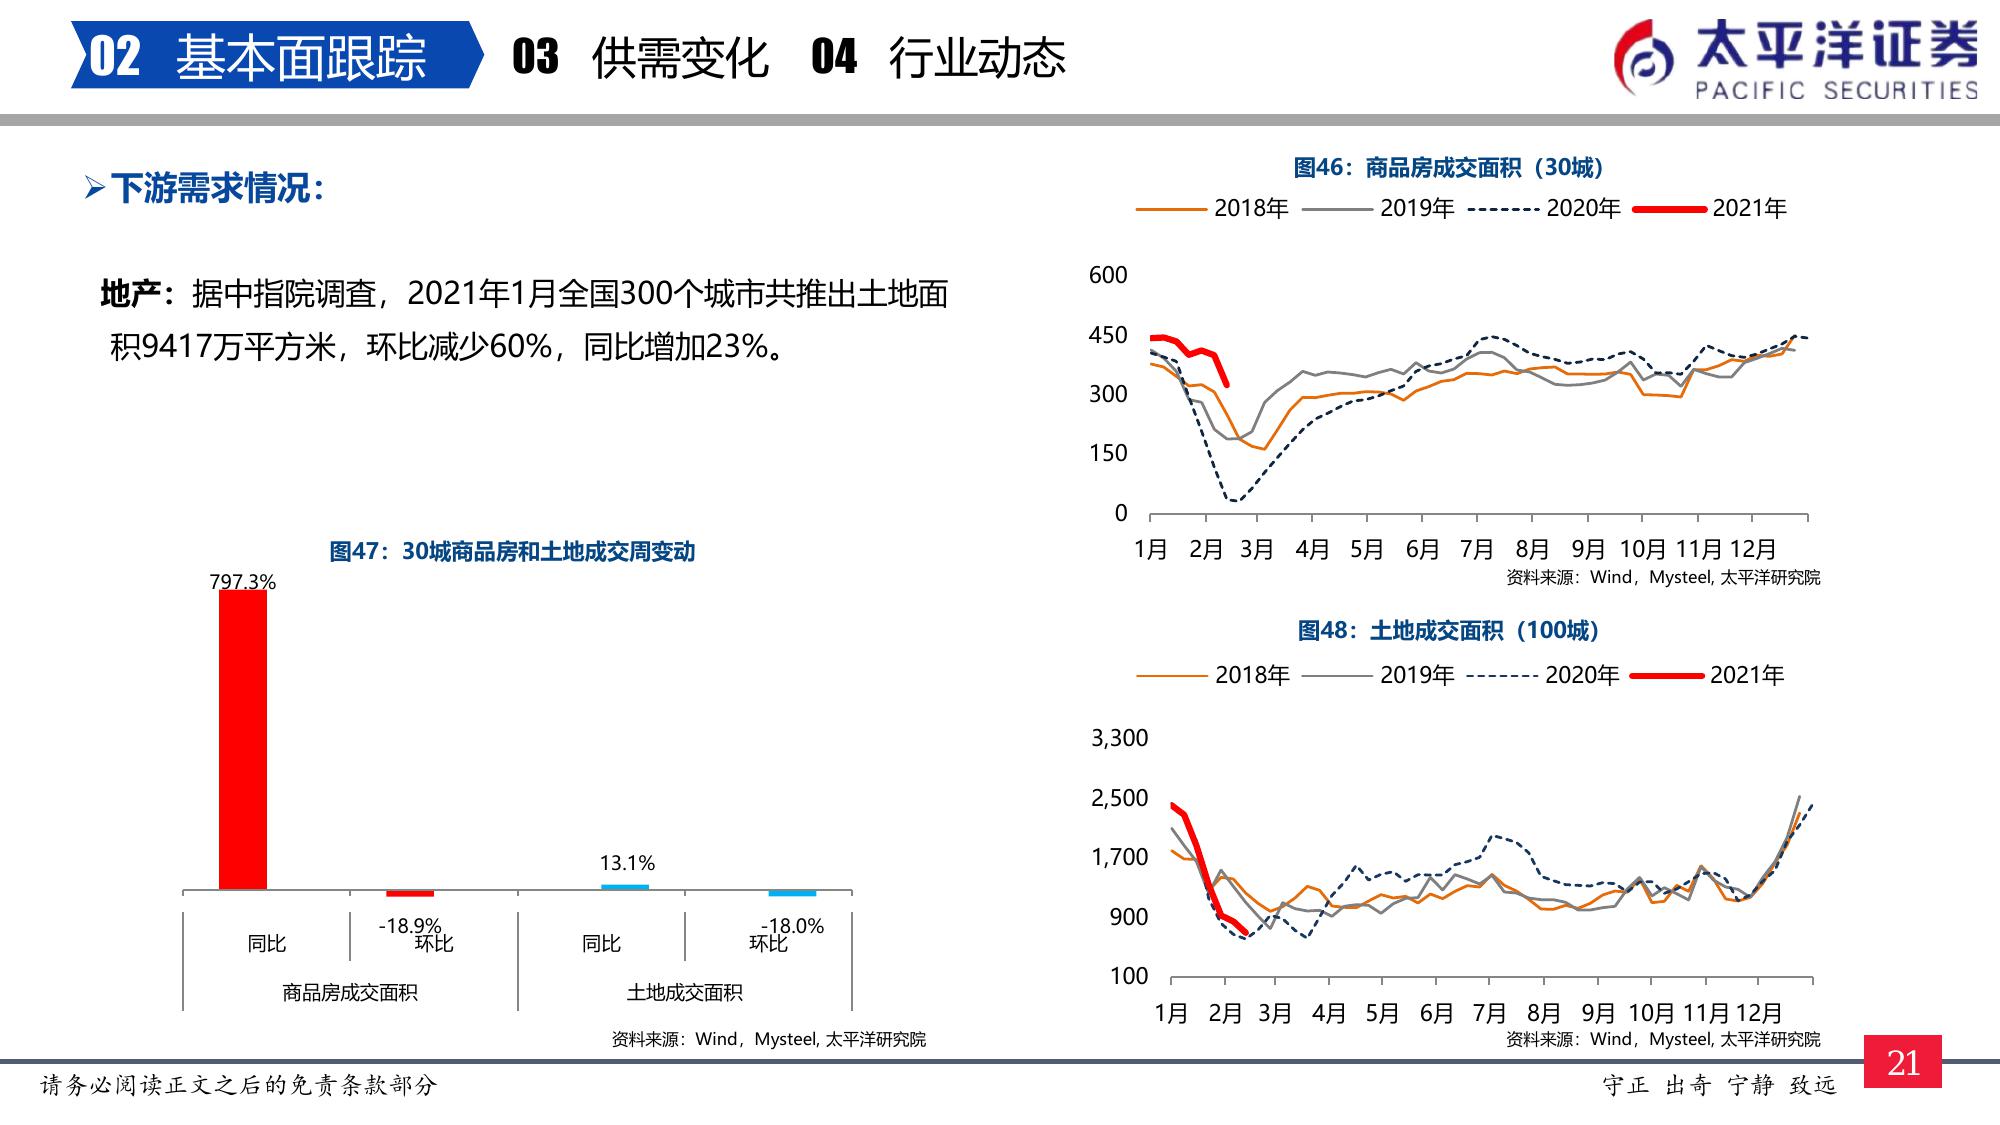 02 基本面跟踪 03 供需变化 04 行业动态
太平洋证券
PACIFIC SECURITIES
下游需求情况：
地产：据中指院调查，2021年1月全国300个城市共推出土地面
积9417万平方米，环比减少60%，同比增加23%。
图46：商品房成交面积（30城）
2018年 2019年 2020年 2021年
600
450
300
150
0
1月 2月 3月 4月 5月 6月 7月 8月 9月 10月 11月 12月
资料来源：Wind，Mysteel, 太平洋研究院
图47：30城商品房和土地成交周变动
797.3%
13.1%
-18.9%
-18.0%
同比 环比 同比 环比
商品房成交面积 土地成交面积
资料来源：Wind，Mysteel, 太平洋研究院
图48：土地成交面积（100城）
2018年 2019年 2020年 2021年
3,300
2,500
1,700
900
100
1月 2月 3月 4月 5月 6月 7月 8月 9月 10月 11月 12月
资料来源：Wind，Mysteel, 太平洋研究院
请务必阅读正文之后的免责条款部分
守正 出奇 宁静 致远
21